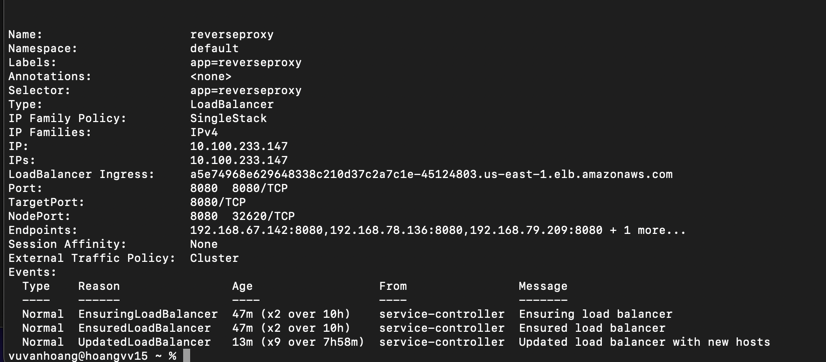 Name: reverseproxy
Namespace: default
Labels: app=reverseproxy
Annotations: <none>
Selector: app=reverseproxy
Type: LoadBalancer
IP Family Policy: SingleStack
IP Families: IPv4
IP: 10.100.233.147
IPs: 10.100.233.147
LoadBalancer Ingress: a5e74968e629648338c210d37c2a7c1e-45124803.us-east-1.elb.amazonaws.com
Port: 8080 8080/TCP
TargetPort: 8080/TCP
NodePort: 8080 32620/TCP
Endpoints: 192.168.67.142:8080,192.168.78.136:8080,192.168.79.209:8080 + 1 more...
Session Affinity: None
External Traffic Policy: Cluster
Events:
Type Reason Age From Message
---- ------ ---- ---- -------
Normal EnsuringLoadBalancer 47m (x2 over 10h) service-controller Ensuring load balancer
Normal EnsuredLoadBalancer 47m (x2 over 10h) service-controller Ensured load balancer
Normal UpdatedLoadBalancer 13m (x9 over 7h58m) service-controller Updated load balancer with new hosts
vuvanhoang@hoangvv15 ~ %